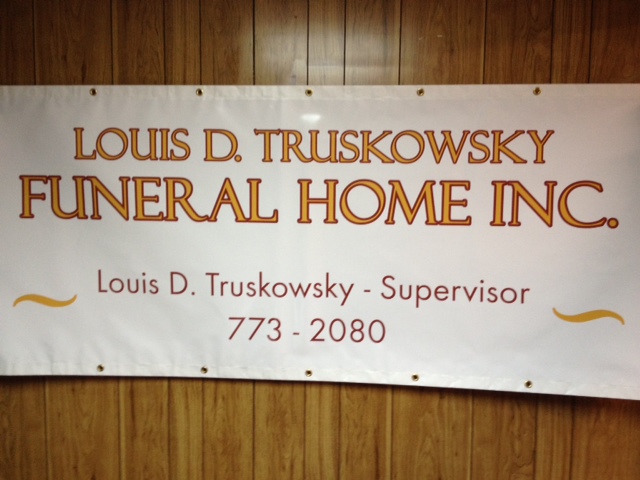 LOUIS D. TRUSKOWSKY
FUNERAL HOME INC.
Louis D. Truskowsky - Supervisor
773 - 2080